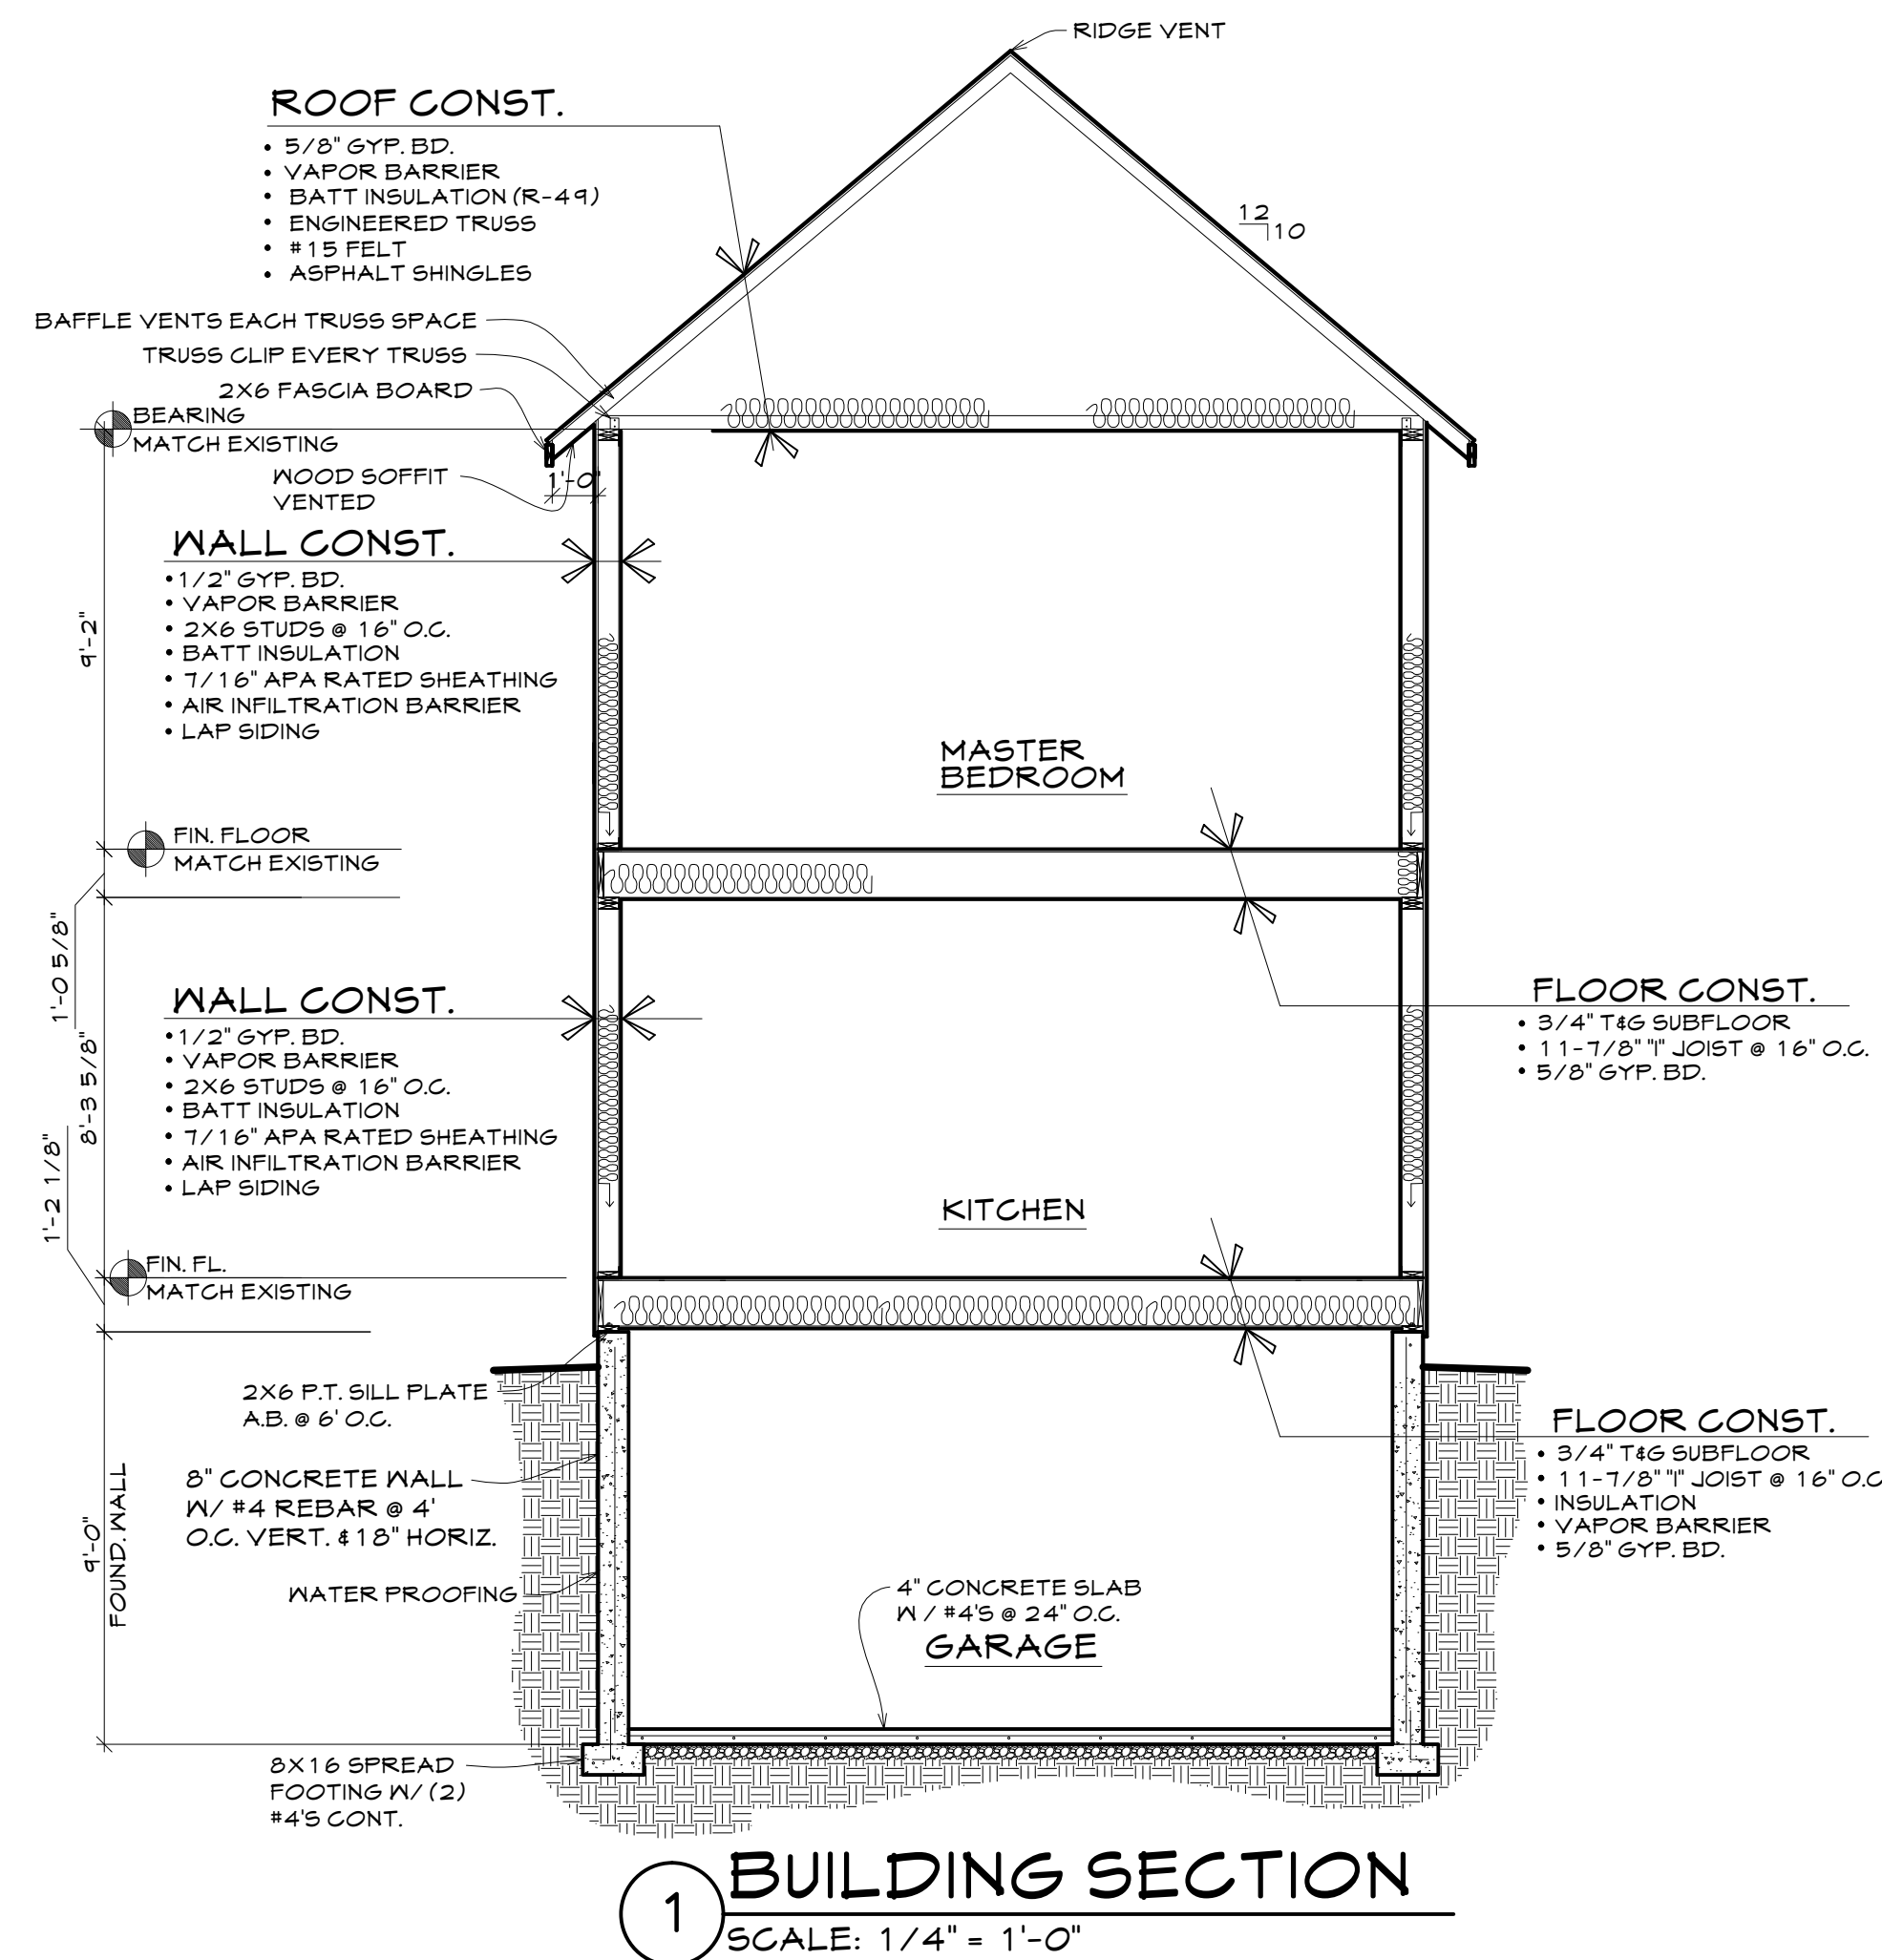 RIDGE VENT
ROOF CONST.
• 5/8" GYP. BD.
• VAPOR BARRIER
• BATT INSULATION (R-49)
• ENGINEERED TRUSS
• #15 FELT
• ASPHALT SHINGLES
12
10
BAFFLE VENTS EACH TRUSS SPACE
TRUSS CLIP EVERY TRUSS
2X6 FASCIA BOARD
BEARING
MATCH EXISTING
WOOD SOFFIT
VENTED
1'-0"
WALL CONST.
• 1/2" GYP. BD.
• VAPOR BARRIER
• 2X6 STUDS @ 16" O.C.
• BATT INSULATION
• 7/16" APA RATED SHEATHING
• AIR INFILTRATION BARRIER
• LAP SIDING
9'-2"
MASTER
BEDROOM
FIN. FLOOR
MATCH EXISTING
1'-0 5/8"
8'-3 5/8"
1'-2 1/8"
WALL CONST.
• 1/2" GYP. BD.
• VAPOR BARRIER
• 2X6 STUDS @ 16" O.C.
• BATT INSULATION
• 7/16" APA RATED SHEATHING
• AIR INFILTRATION BARRIER
• LAP SIDING
FLOOR CONST.
• 3/4" T&G SUBFLOOR
• 11-7/8" "I" JOIST @ 16" O.C.
• 5/8" GYP. BD.
KITCHEN
FIN. FL.
MATCH EXISTING
2X6 P.T. SILL PLATE
A.B. @ 6' O.C.
8" CONCRETE WALL
W/ #4 REBAR @ 4'
O.C. VERT. & 18" HORIZ.
WATER PROOFING
9'-0"
FOUND. WALL
FLOOR CONST.
• 3/4" T&G SUBFLOOR
• 11-7/8" "I" JOIST @ 16" O.C
• INSULATION
• VAPOR BARRIER
• 5/8" GYP. BD.
4" CONCRETE SLAB
W / #4'S @ 24" O.C.
GARAGE
8X16 SPREAD
FOOTING W/ (2)
#4'S CONT.
1 BUILDING SECTION
SCALE: 1/4" = 1'-0"